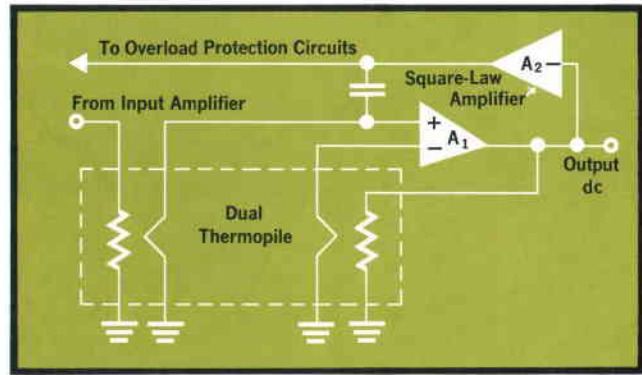 To Overload Protection Circuits
A₂ −
Square-Law
Amplifier
From Input Amplifier
+
− A₁
Output
dc
Dual
Thermopile